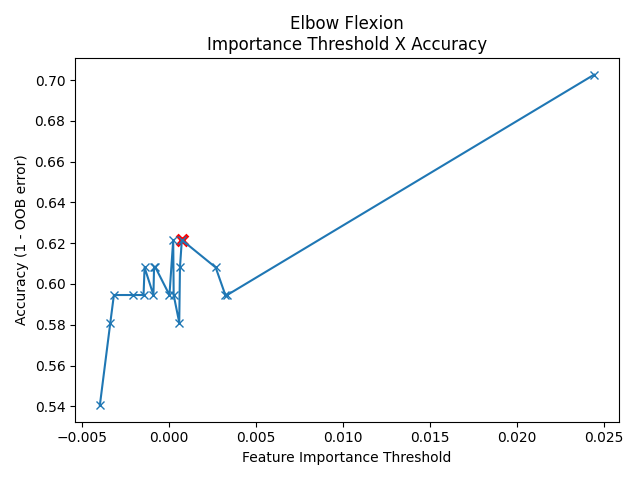 Elbow Flexion
Importance Threshold X Accuracy
Accuracy (1 - OOB error)
0.70
0.68
0.66
0.64
0.62
0.60
0.58
0.56
0.54
−0.005 0.000 0.005 0.010 0.015 0.020 0.025
Feature Importance Threshold